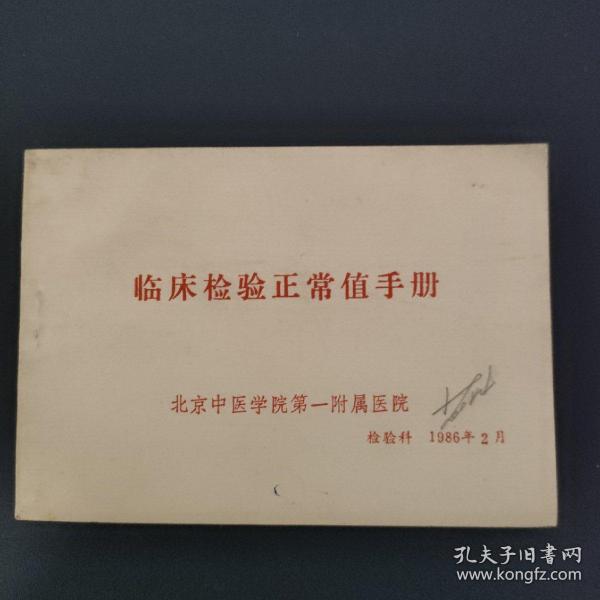 临床检验正常值手册
北京中医学院第一附属医院
检验科 1986年2月
孔夫子旧书网
www.kongfz.com